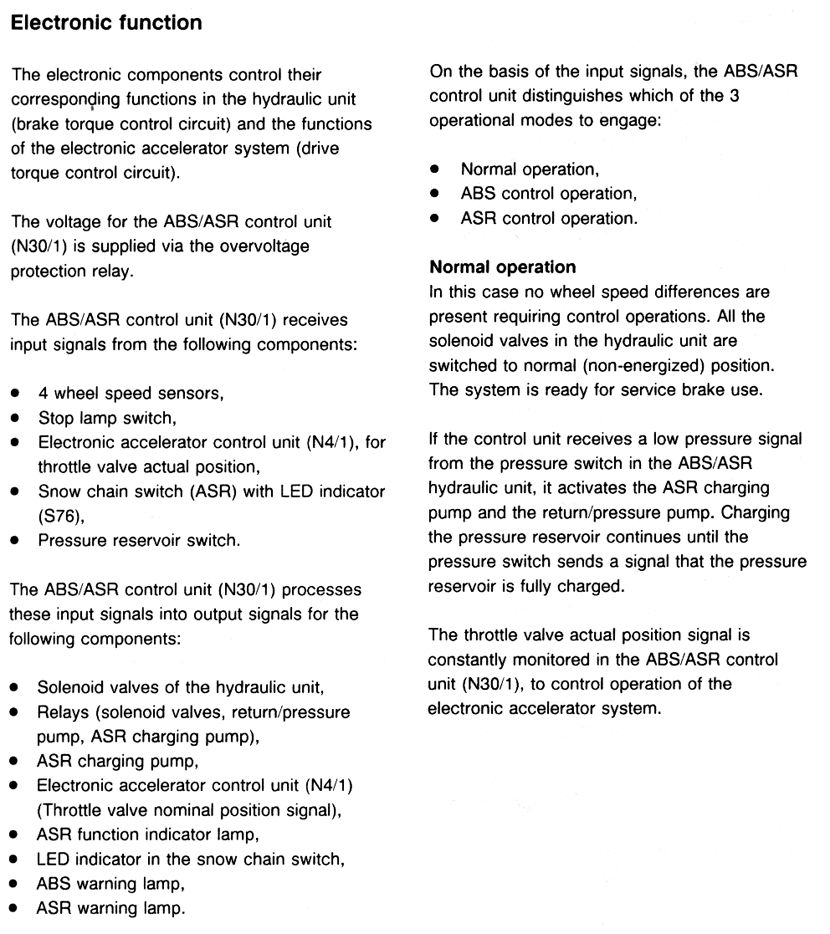 Electronic function
The electronic components control their
corresponding functions in the hydraulic unit
(brake torque control circuit) and the functions
of the electronic accelerator system (drive
torque control circuit).
The voltage for the ABS/ASR control unit
(N30/1) is supplied via the overvoltage
protection relay.
The ABS/ASR control unit (N30/1) receives
input signals from the following components:
● 4 wheel speed sensors,
● Stop lamp switch,
● Electronic accelerator control unit (N4/1), for
throttle valve actual position,
● Snow chain switch (ASR) with LED indicator
(S76),
● Pressure reservoir switch.
The ABS/ASR control unit (N30/1) processes
these input signals into output signals for the
following components:
● Solenoid valves of the hydraulic unit,
● Relays (solenoid valves, return/pressure
pump, ASR charging pump),
● ASR charging pump,
● Electronic accelerator control unit (N4/1)
(Throttle valve nominal position signal),
● ASR function indicator lamp,
● LED indicator in the snow chain switch,
● ABS warning lamp,
● ASR warning lamp.
On the basis of the input signals, the ABS/ASR
control unit distinguishes which of the 3
operational modes to engage:
● Normal operation,
● ABS control operation,
● ASR control operation.
Normal operation
In this case no wheel speed differences are
present requiring control operations. All the
solenoid valves in the hydraulic unit are
switched to normal (non-energized) position.
The system is ready for service brake use.
If the control unit receives a low pressure signal
from the pressure switch in the ABS/ASR
hydraulic unit, it activates the ASR charging
pump and the return/pressure pump. Charging
the pressure reservoir continues until the
pressure switch sends a signal that the pressure
reservoir is fully charged.
The throttle valve actual position signal is
constantly monitored in the ABS/ASR control
unit (N30/1), to control operation of the
electronic accelerator system.